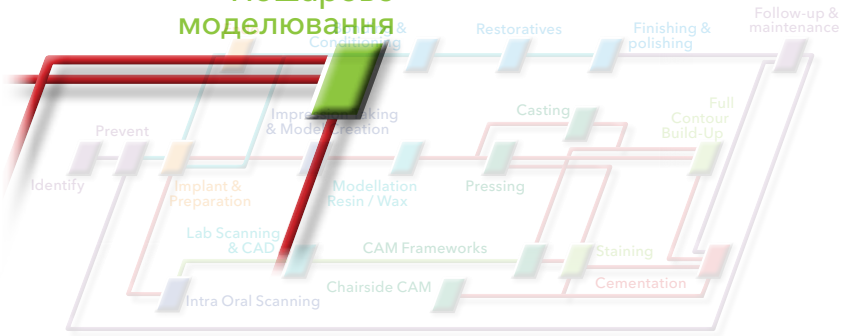 моделювання
Follow-up &
maintenance
Conditioning
Restoratives
Finishing &
polishing
Casting
Full
Contour
Build-Up
& Model Creation
Prevent
Identify
Implant &
Preparation
Modellation
Resin / Wax
Pressing
Lab Scanning
& CAD
CAM Frameworks
Staining
Cementation
Chairside CAM
Intra Oral Scanning